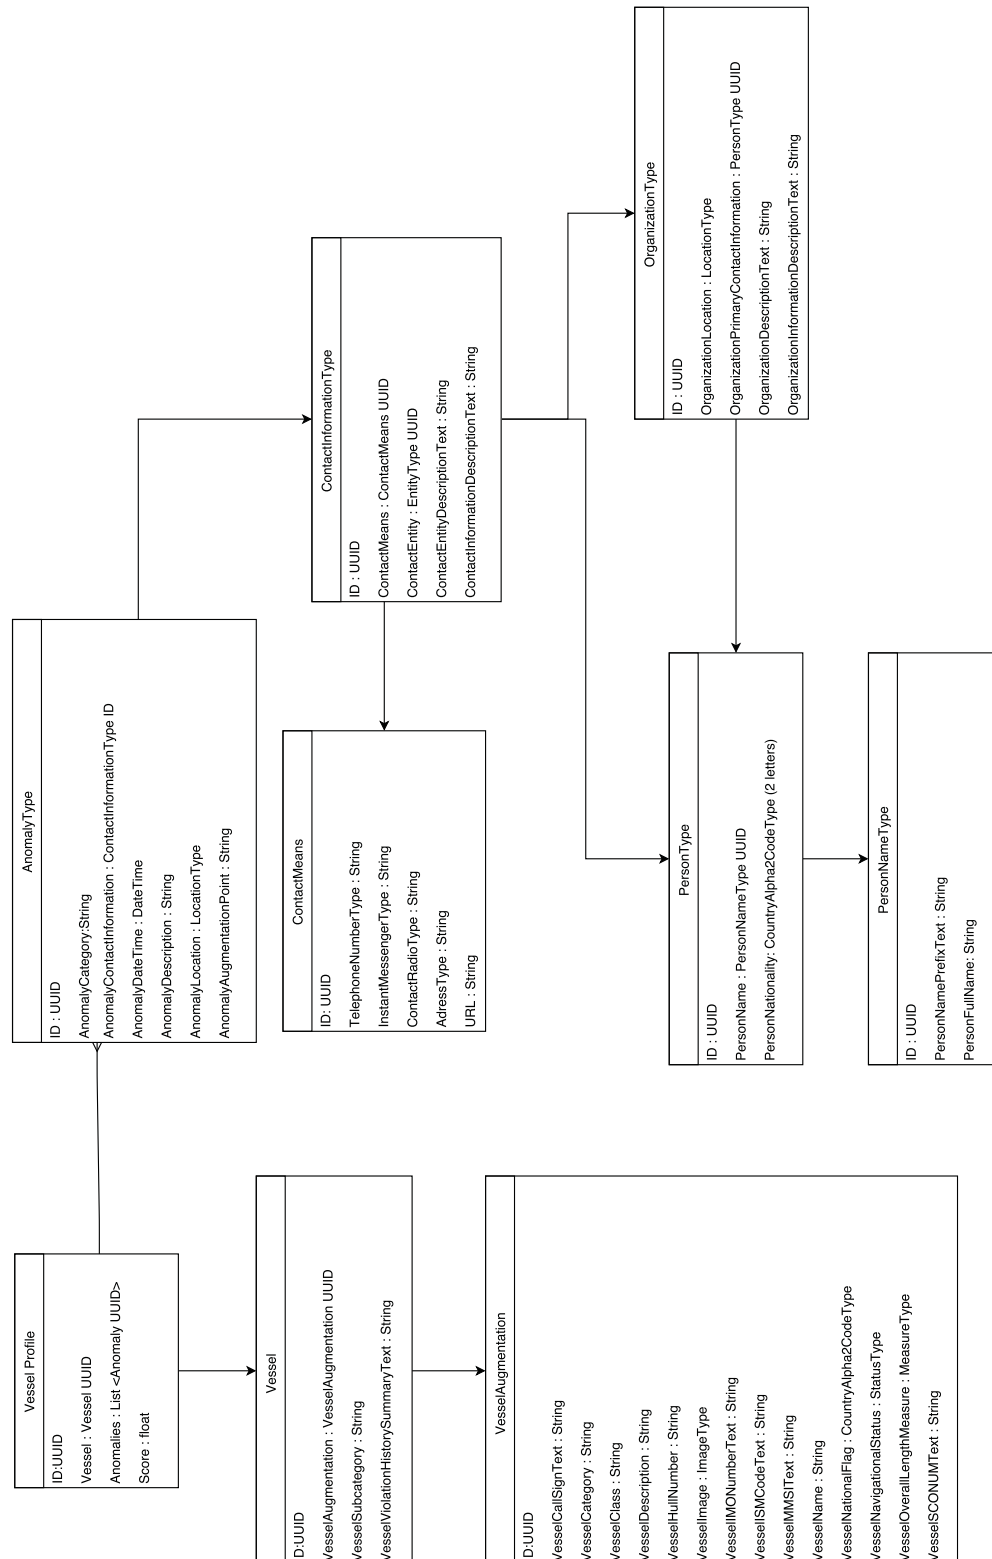 Vessel Profile
ID:UUID
Vessel : Vessel UUID
Anomalies : List <Anomaly UUID>
Score : float
AnomalyType
ID : UUID
AnomalyCategory:String
AnomalyContactInformation : ContactInformationType ID
AnomalyDateTime : DateTime
AnomalyDescription : String
AnomalyLocation : LocationType
AnomalyAugmentationPoint : String
Vessel
D:UUID
VesselAugmentation : VesselAugmentation UUID
VesselSubcategory : String
VesselViolationHistorySummaryText : String
ContactMeans
ID: UUID
TelephoneNumberType : String
InstantMessengerType : String
ContactRadioType : String
AdressType : String
URL : String
ContactInformationType
ID : UUID
ContactMeans : ContactMeans UUID
ContactEntity : EntityType UUID
ContactEntityDescriptionText : String
ContactInformationDescriptionText : String
VesselAugmentation
D:UUID
VesselCallSignText : String
VesselCategory : String
VesselClass : String
VesselDescription : String
VesselHullNumber : String
VesselImage : ImageType
VesselIMONumberText : String
VesselISMCodeText : String
VesselMMSIText : String
VesselName : String
VesselNationalFlag : CountryAlpha2CodeType
VesselNavigationalStatus : StatusType
VesselOverallLengthMeasure : MeasureType
VesselSCONUMText : String
PersonType
ID : UUID
PersonName : PersonNameType UUID
PersonNationality: CountryAlpha2CodeType (2 letters)
OrganizationType
ID : UUID
OrganizationLocation : LocationType
OrganizationPrimaryContactInformation : PersonType UUID
OrganizationDescriptionText : String
OrganizationInformationDescriptionText : String
PersonNameType
ID : UUID
PersonNamePrefixText : String
PersonFullName: String